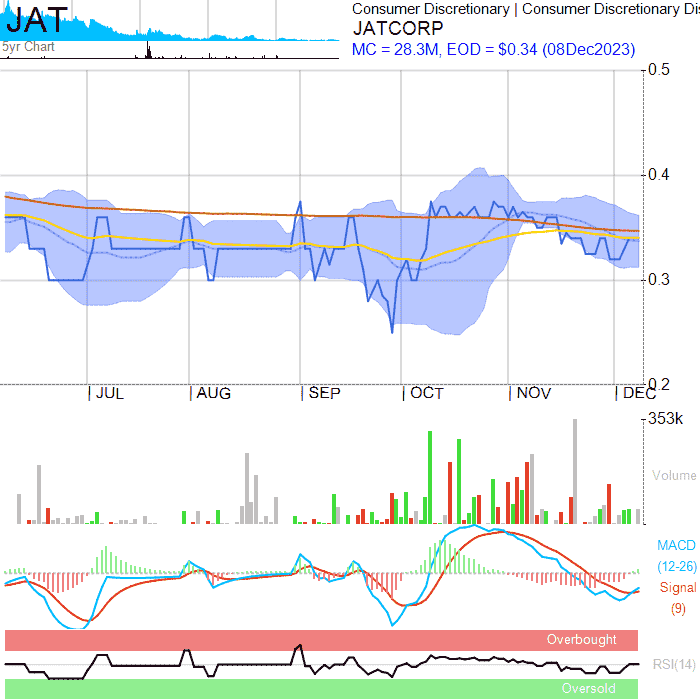 JAT
5yr Chart
Consumer Discretionary | Consumer Discretionary Dis
JATCORP
MC = 28.3M, EOD = $0.34 (08Dec2023)
0.5
0.4
0.3
0.2
JUL AUG SEP OCT NOV DEC
353k
Volume
MACD
(12-26)
Signal
(9)
Overbought
RSI(14)
Oversold